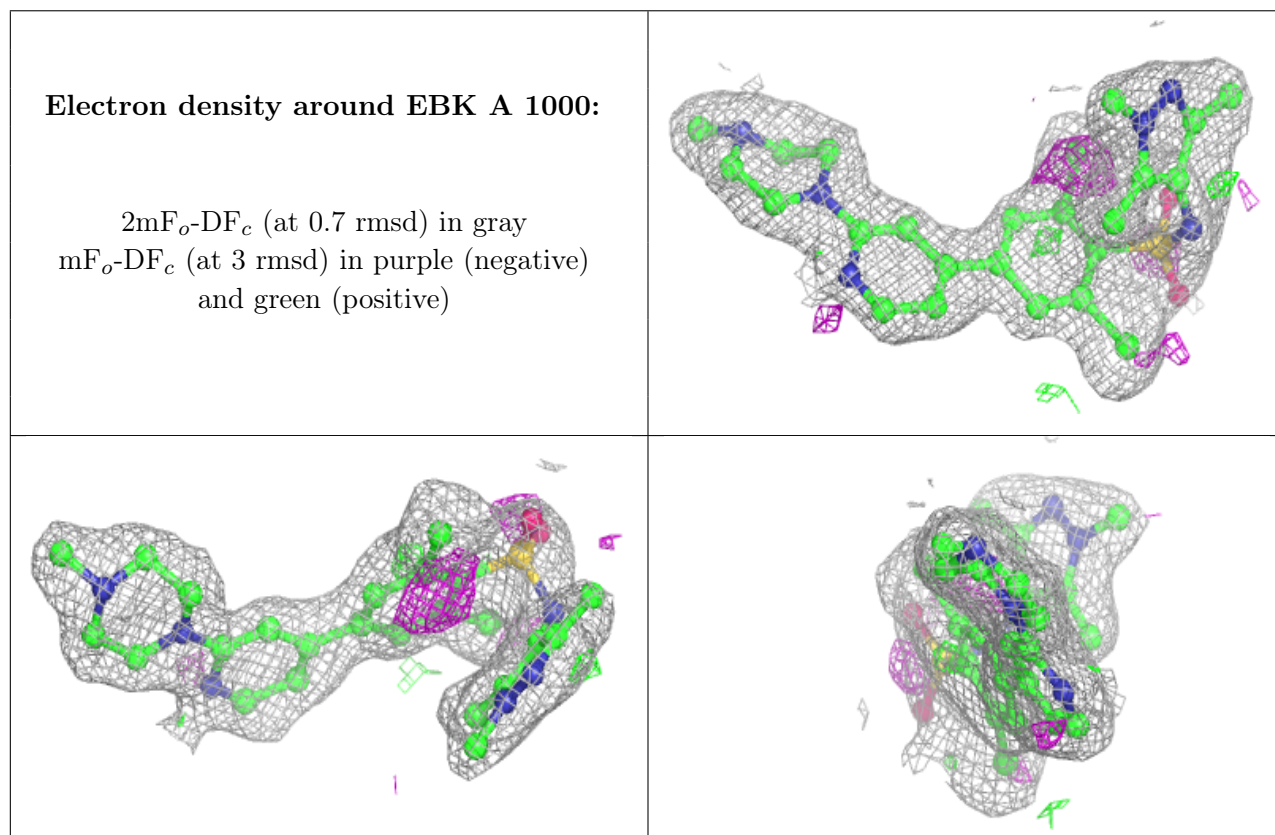 Electron density around EBK A 1000:
2mFo-DFc (at 0.7 rmsd) in gray
mFo-DFc (at 3 rmsd) in purple (negative)
and green (positive)